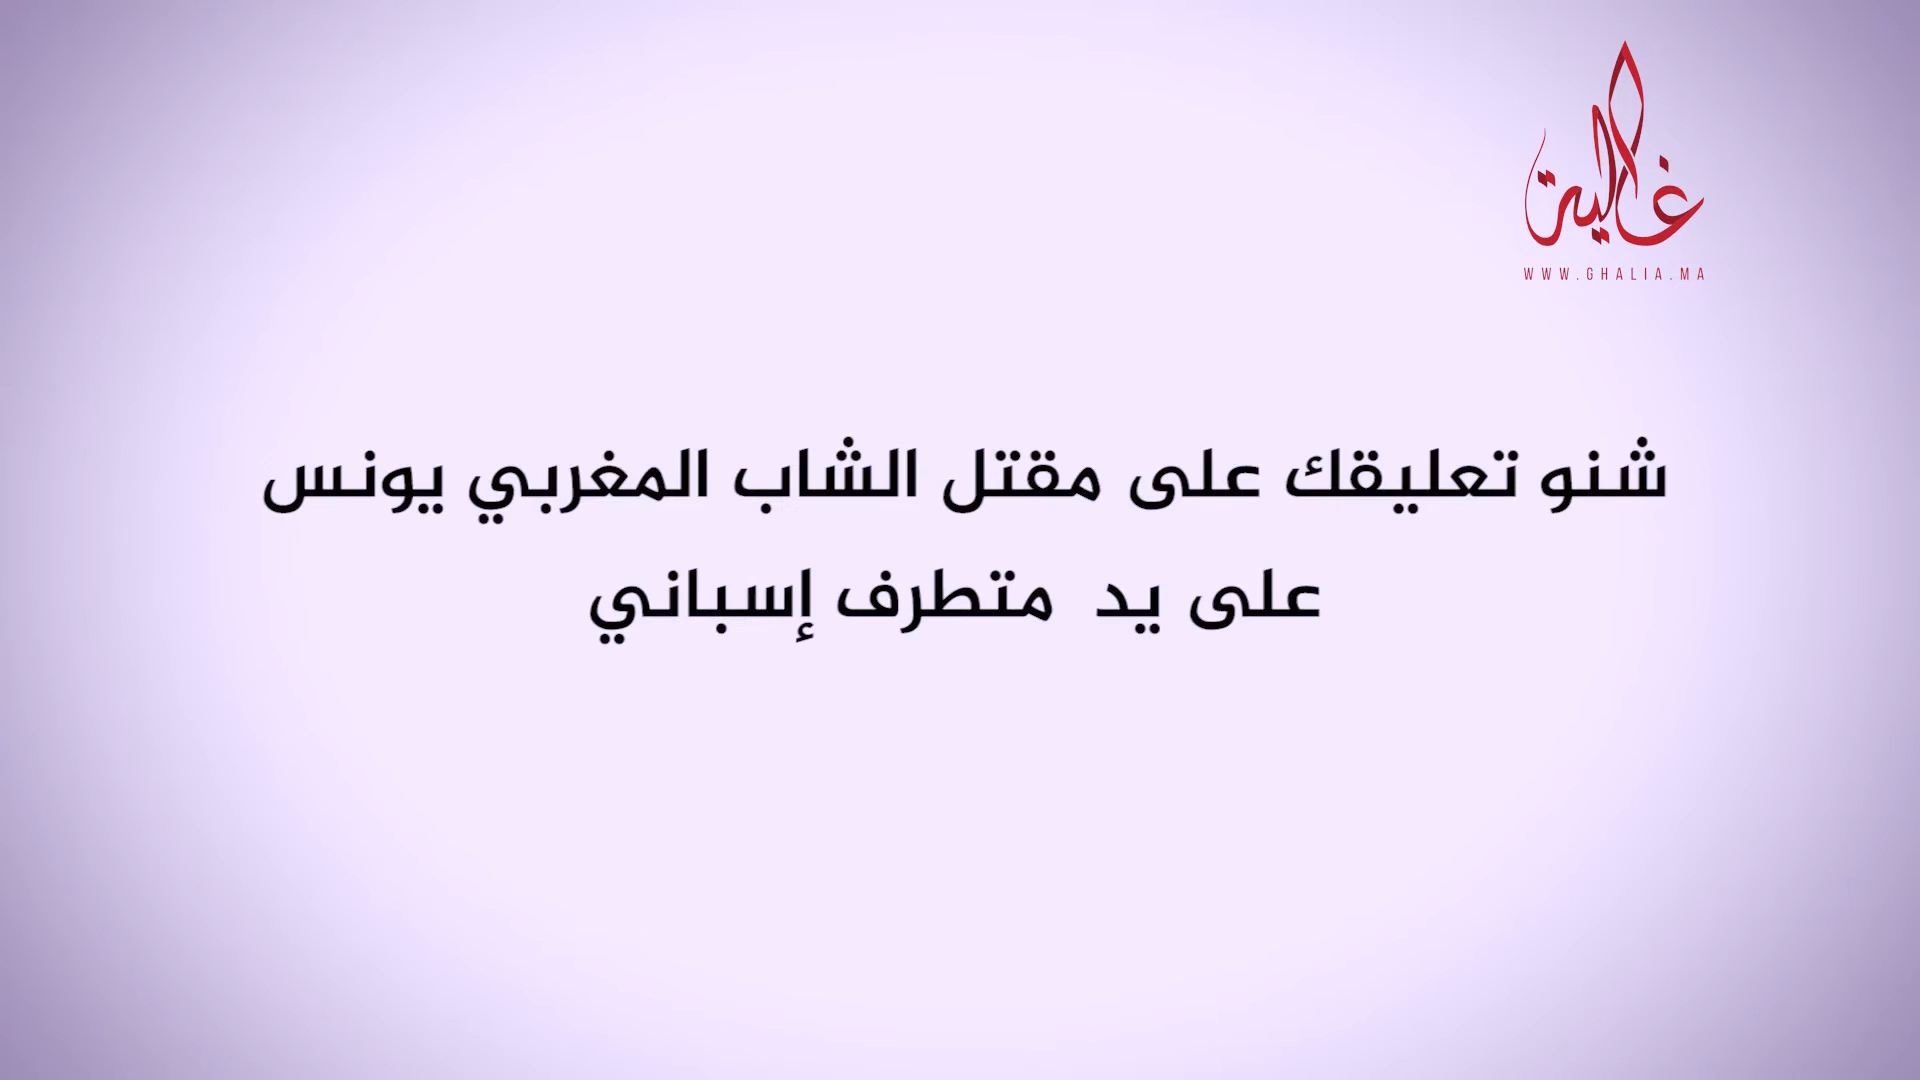 غالية
WWW.GHALIA.MA
شنو تعليقك على مقتل الشاب المغربي يونس
على يد متطرف إسباني